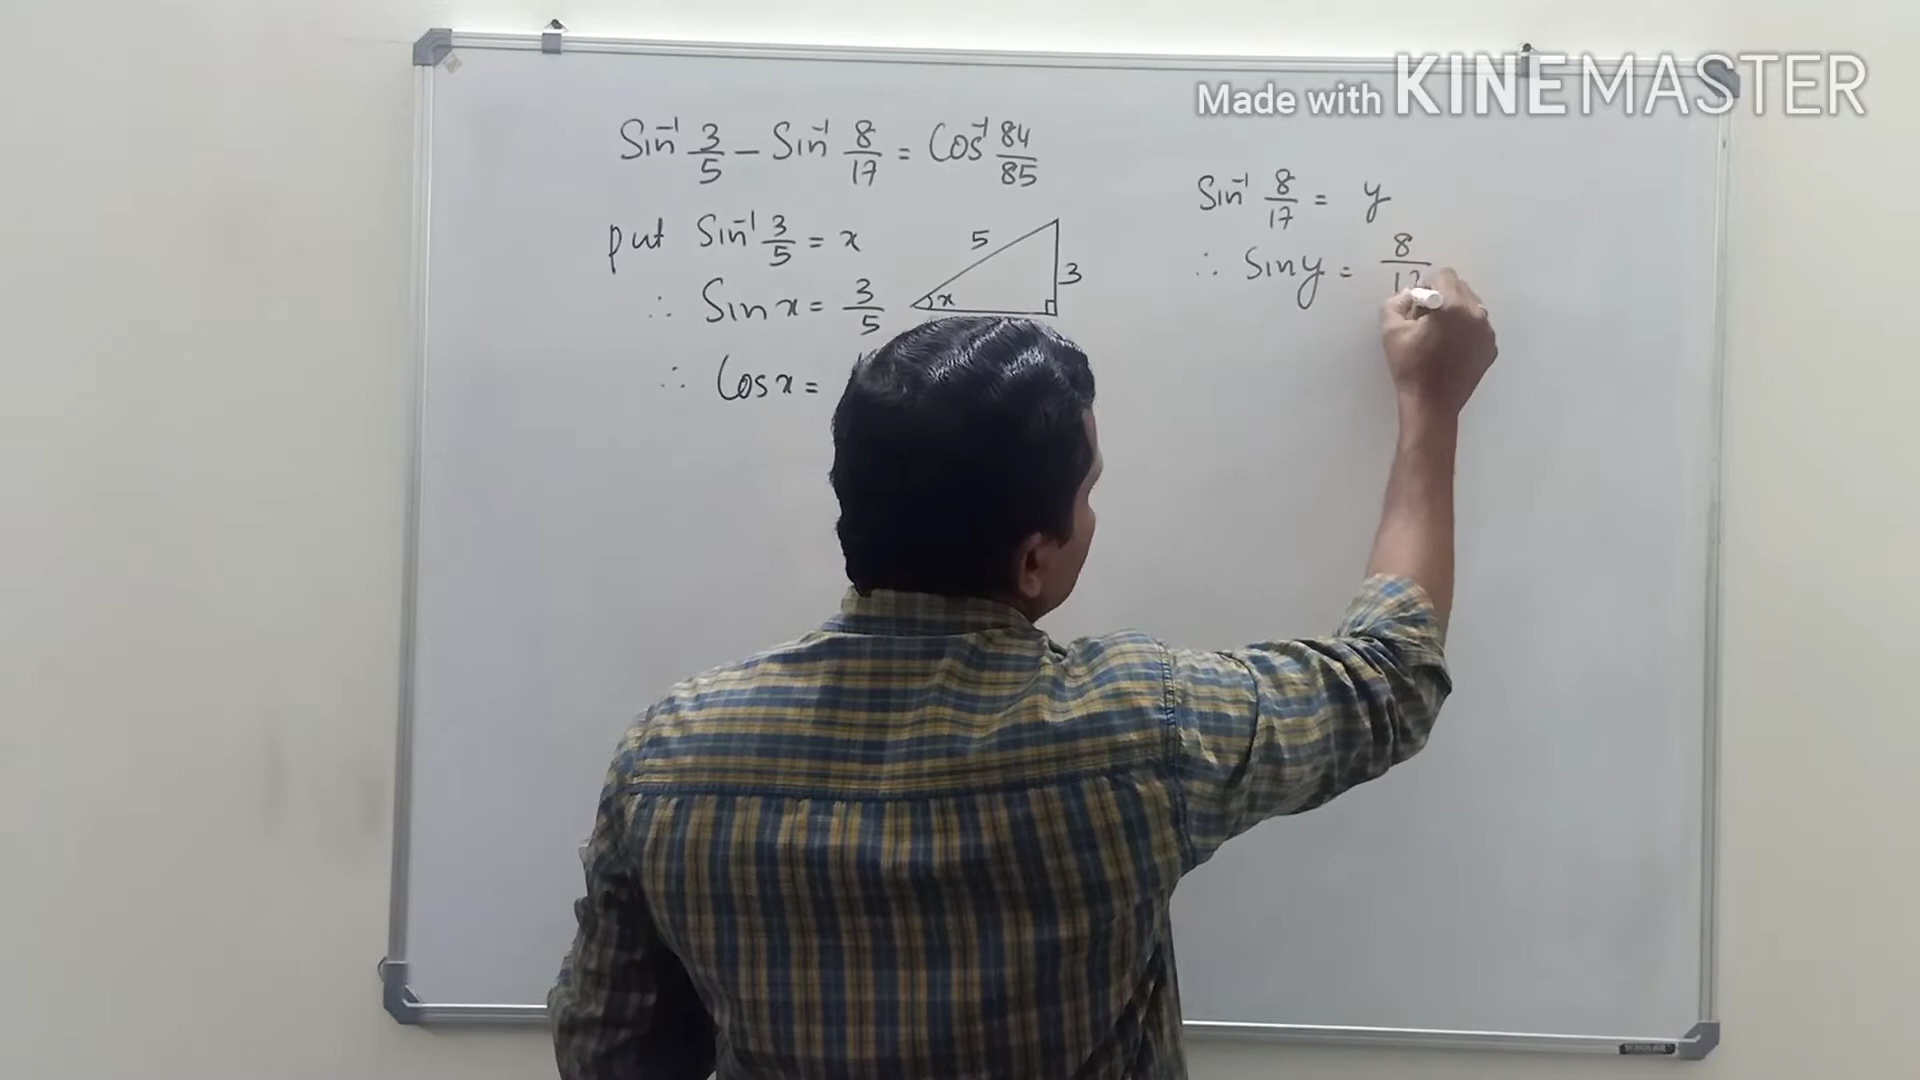 Made with KINEMASTER
Sin⁻¹ 3/5 − Sin⁻¹ 8/17 = Cos⁻¹ 84/85
put Sin⁻¹ 3/5 = x
∴ Sin x = 3/5
∴ Cos x =
5
3
x
Sin⁻¹ 8/17 = y
∴ Sin y = 8/